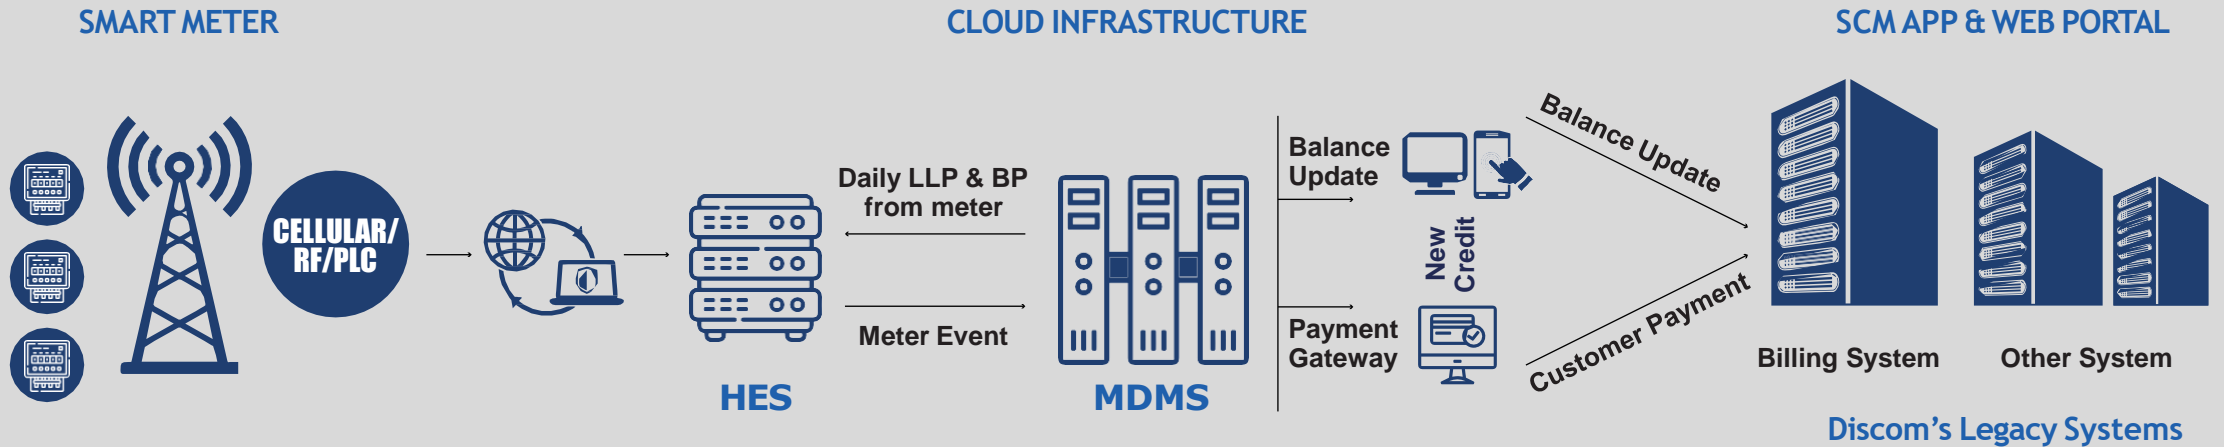 SMART METER
CLOUD INFRASTRUCTURE
SCM APP & WEB PORTAL
CELLULAR/
RF/PLC
Daily LLP & BP
from meter
Meter Event
HES
MDMS
Balance
Update
New
Credit
Payment
Gateway
Balance Update
Customer Payment
Billing System
Other System
Discom’s Legacy Systems